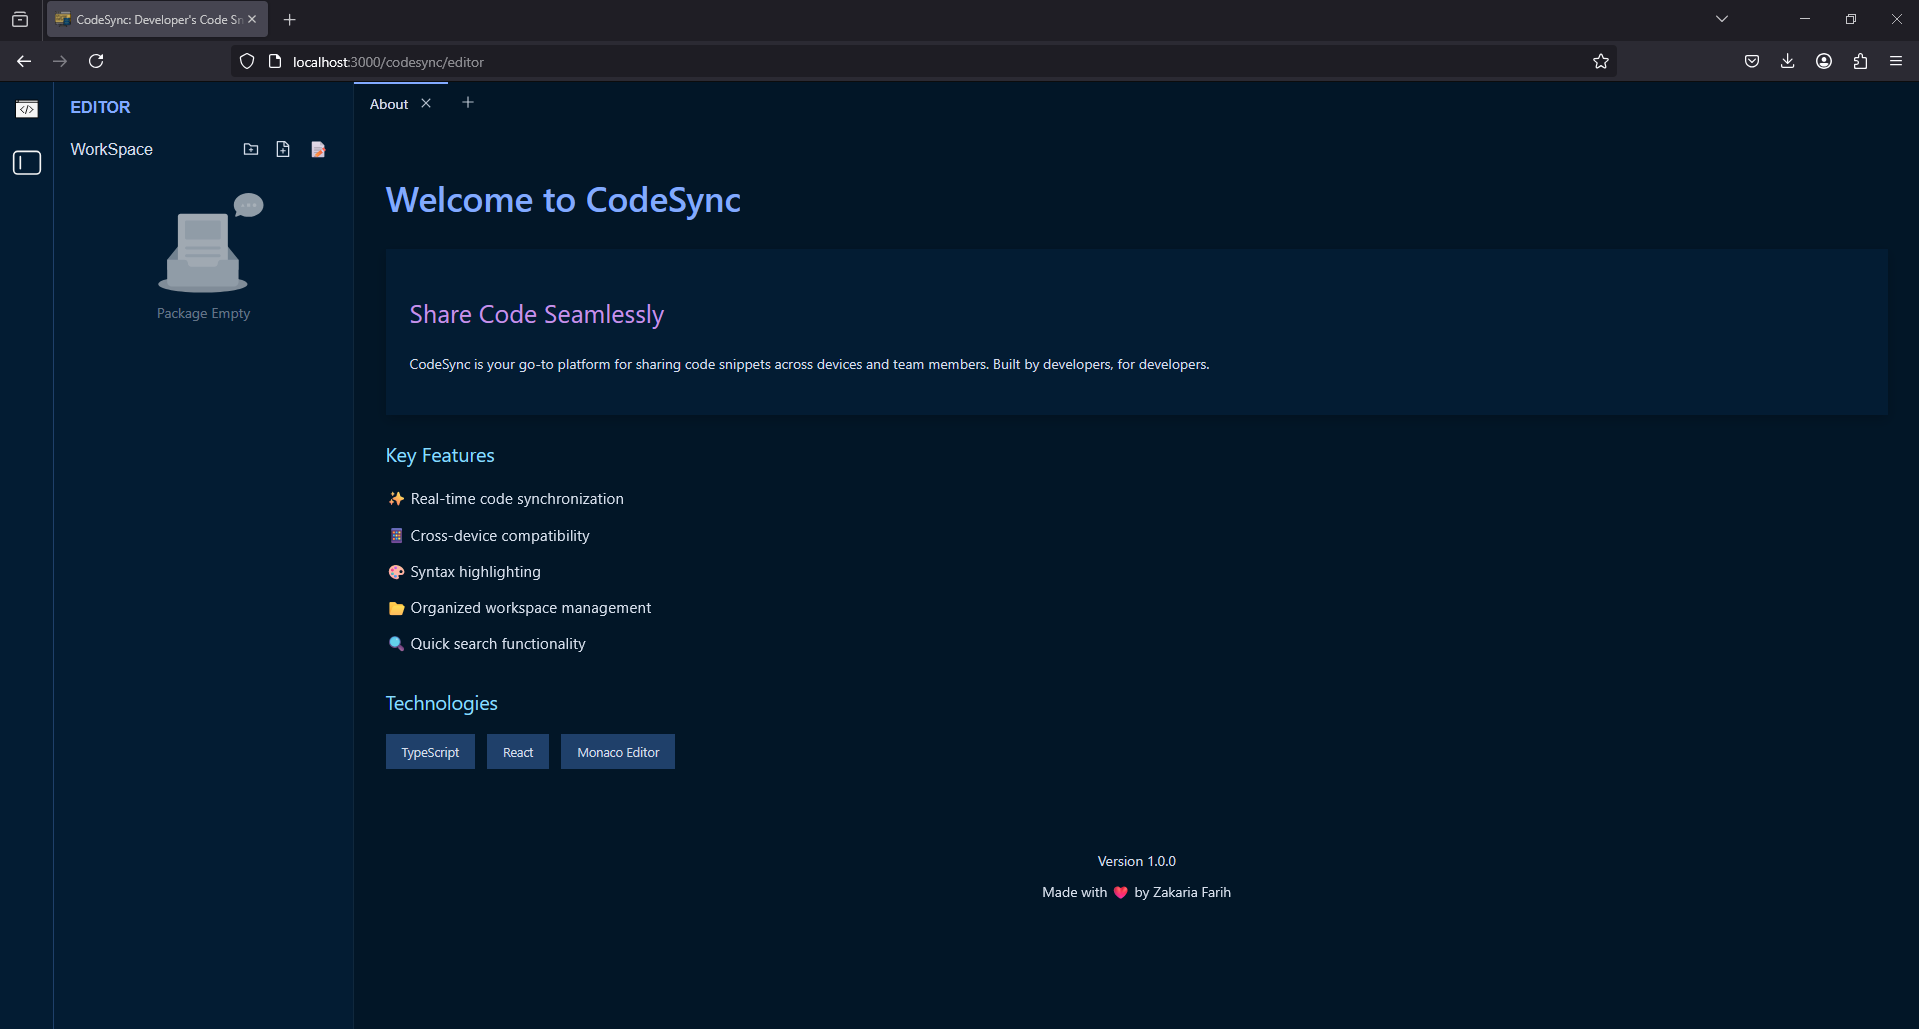 CodeSync: Developer's Code Sn
localhost:3000/codesync/editor
EDITOR
WorkSpace
Package Empty
About
Welcome to CodeSync
Share Code Seamlessly
CodeSync is your go-to platform for sharing code snippets across devices and team members. Built by developers, for developers.
Key Features
✨ Real-time code synchronization
📱 Cross-device compatibility
🎨 Syntax highlighting
📁 Organized workspace management
🔍 Quick search functionality
Technologies
TypeScript React Monaco Editor
Version 1.0.0
Made with ❤️ by Zakaria Farih